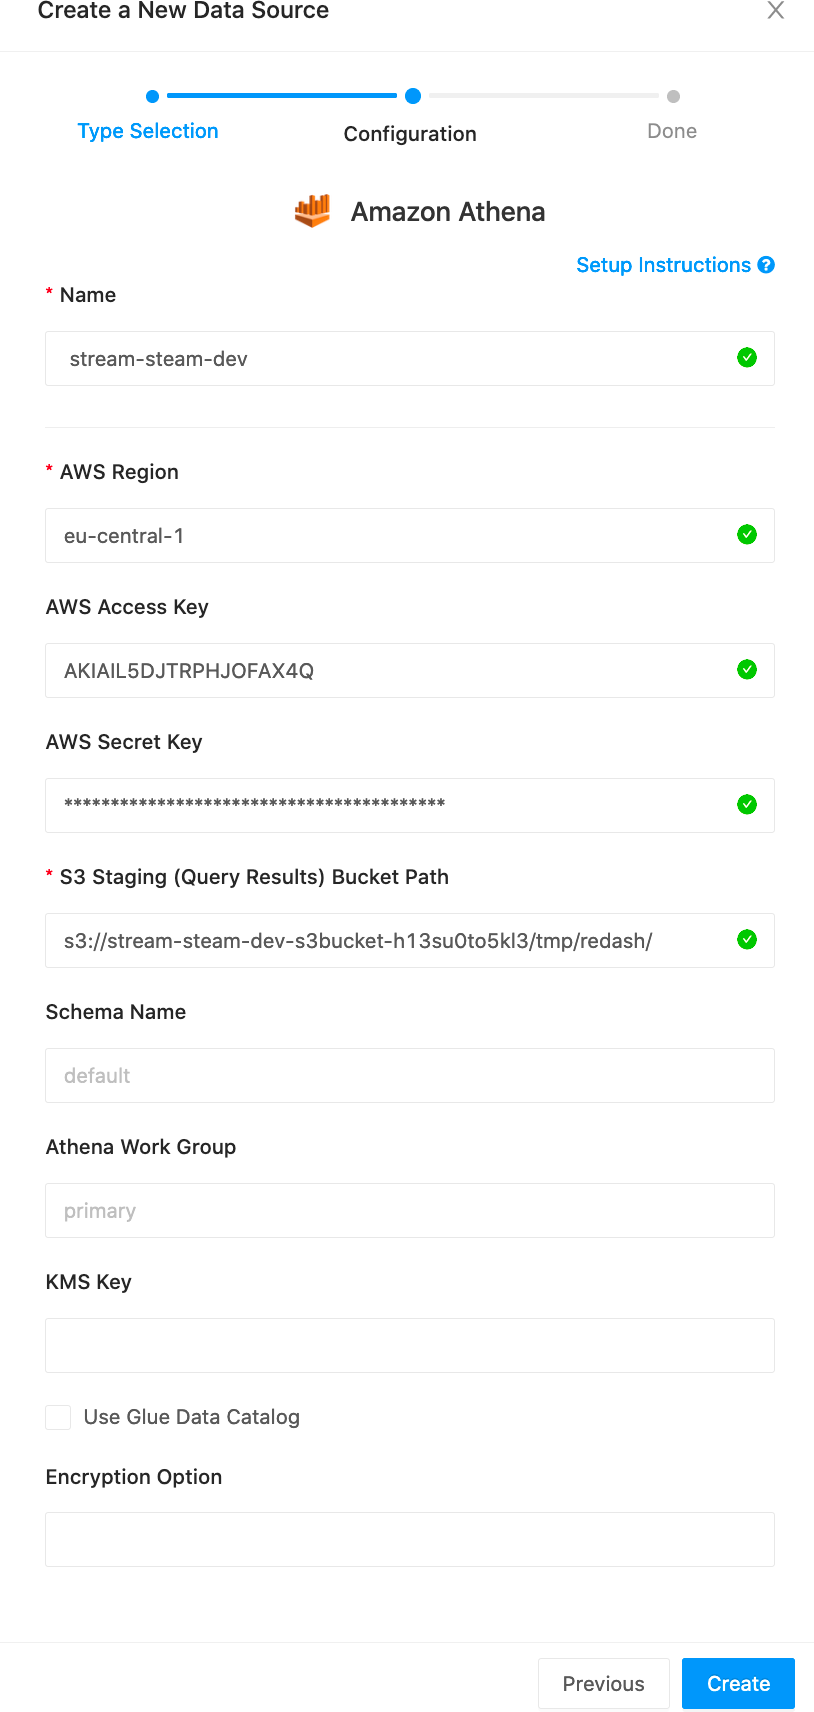 Create a New Data Source
Type Selection
Configuration
Done
Amazon Athena
Setup Instructions
* Name
stream-steam-dev
* AWS Region
eu-central-1
AWS Access Key
AKIAIL5DJTRPHJOFAX4Q
AWS Secret Key
*****************************************
* S3 Staging (Query Results) Bucket Path
s3://stream-steam-dev-s3bucket-h13su0to5kl3/tmp/redash/
Schema Name
default
Athena Work Group
primary
KMS Key
Use Glue Data Catalog
Encryption Option
Previous
Create